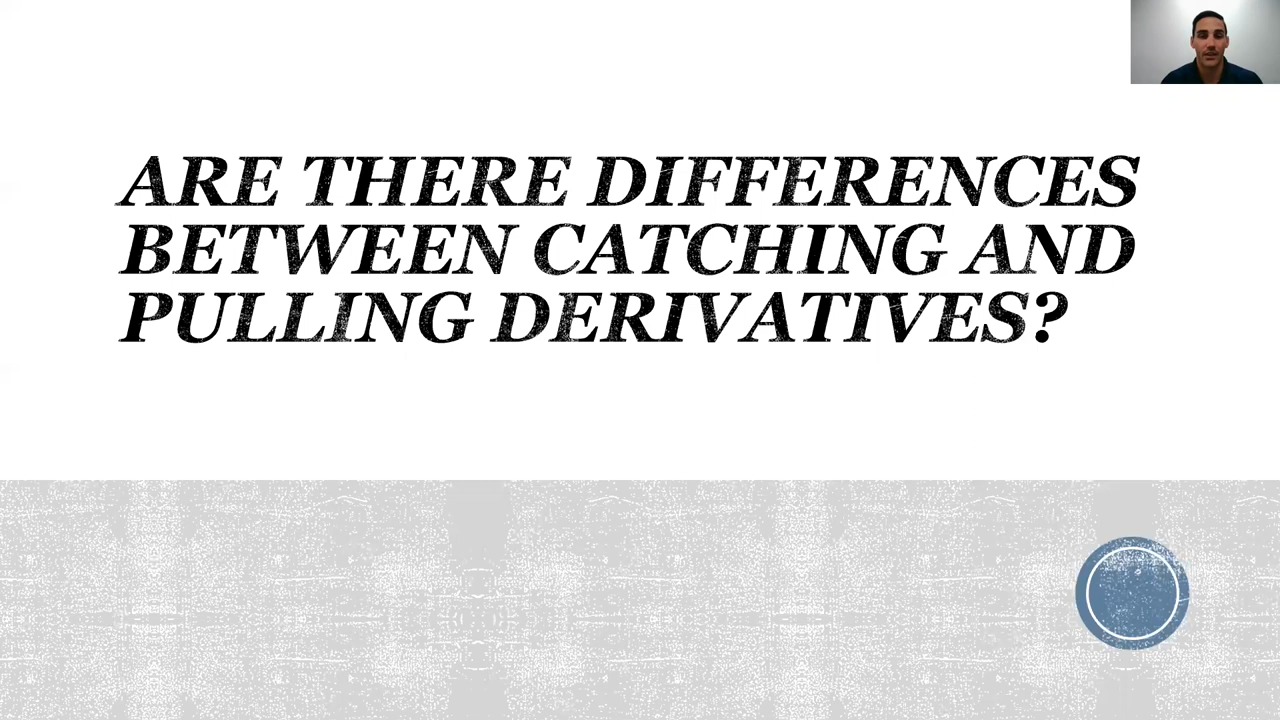 ARE THERE DIFFERENCES
BETWEEN CATCHING AND
PULLING DERIVATIVES?